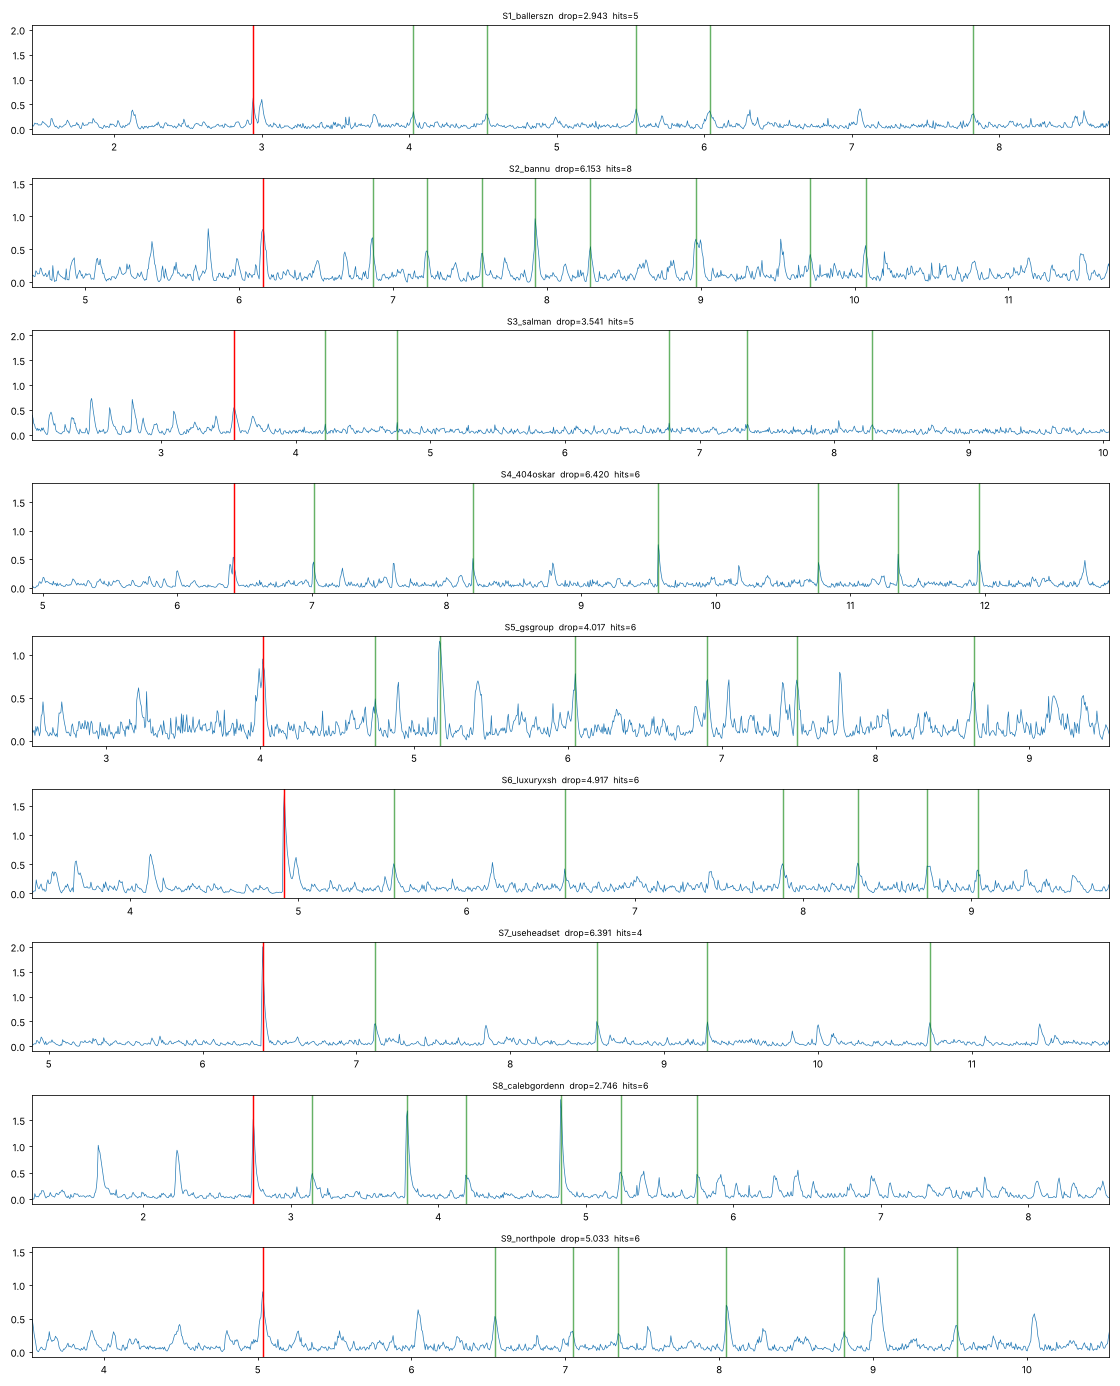 S1_ballerszn drop=2.943 hits=5
2.0
1.5
1.0
0.5
0.0
2 3 4 5 6 7 8
S2_bannu drop=6.153 hits=8
1.5
1.0
0.5
0.0
5 6 7 8 9 10 11
S3_salman drop=3.541 hits=5
2.0
1.5
1.0
0.5
0.0
3 4 5 6 7 8 9 10
S4_404oskar drop=6.420 hits=6
1.5
1.0
0.5
0.0
5 6 7 8 9 10 11 12
S5_gsgroup drop=4.017 hits=6
1.0
0.5
0.0
3 4 5 6 7 8 9
S6_luxuryxsh drop=4.917 hits=6
1.5
1.0
0.5
0.0
4 5 6 7 8 9
S7_useheadset drop=6.391 hits=4
2.0
1.5
1.0
0.5
0.0
5 6 7 8 9 10 11
S8_calebgordenn drop=2.746 hits=6
1.5
1.0
0.5
0.0
2 3 4 5 6 7 8
S9_northpole drop=5.033 hits=6
1.5
1.0
0.5
0.0
4 5 6 7 8 9 10